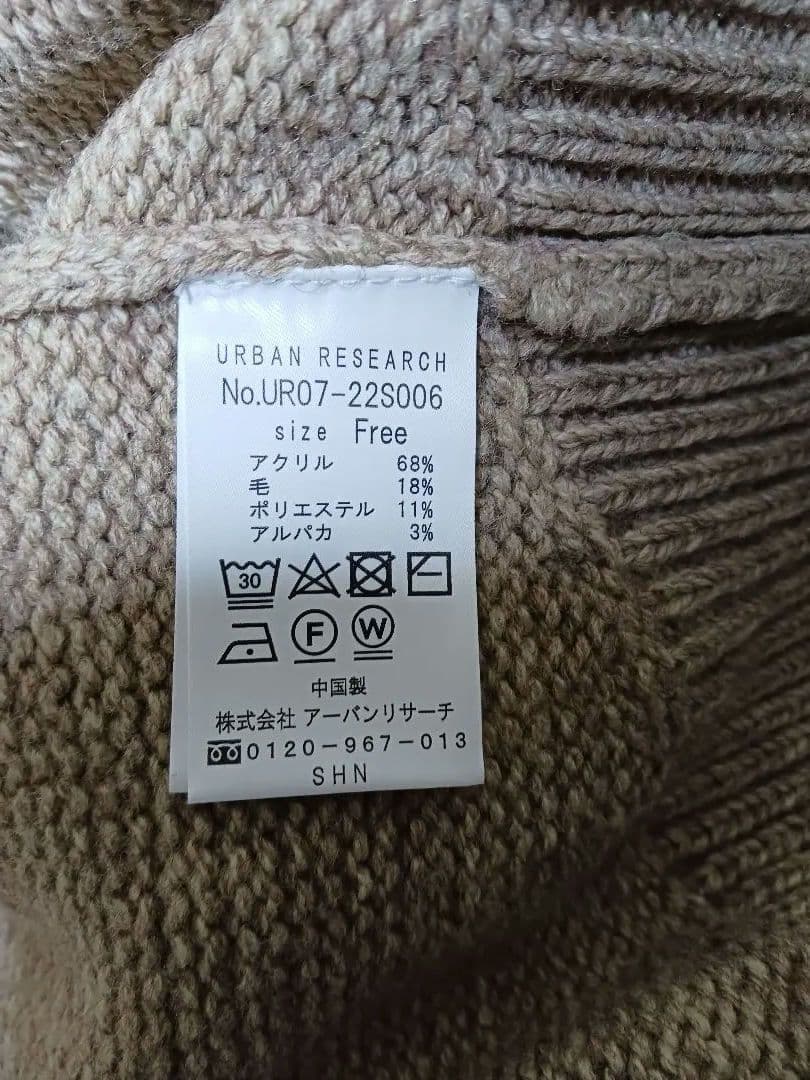 URBAN RESEARCH
No.UR07-22S006
size Free
アクリル 68%
毛 18%
ポリエステル 11%
アルパカ 3%
30
F W
中国製
株式会社 アーバンリサーチ
0120-967-013
SHN